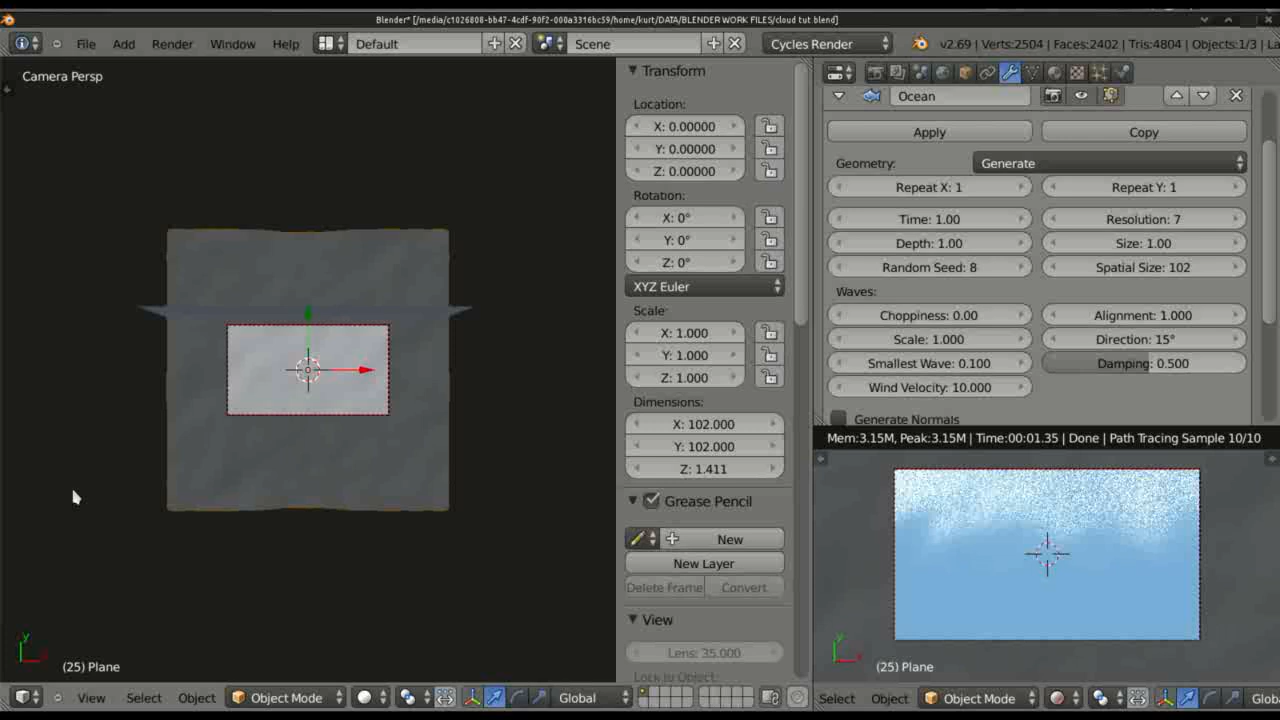 Blender* [/media/c1026808-bb47-4cdf-90f2-000a3316bc59/home/kurt/DATA/BLENDER WORK FILES/cloud tut blend]
File Add Render Window Help Default Scene Cycles Render v2.69 | Verts:2504 | Faces:2402 | Tris:4804 | Objects:1/3 | La
Camera Persp
Transform
Location:
X: 0.00000
Y: 0.00000
Z: 0.00000
Rotation:
X: 0°
Y: 0°
Z: 0°
XYZ Euler
Scale:
X: 1.000
Y: 1.000
Z: 1.000
Dimensions:
X: 102.000
Y: 102.000
Z: 1.411
Grease Pencil
New
New Layer
Delete Frame Convert
View
Lens: 35.000
Lock to Object:
Ocean
Apply Copy
Geometry: Generate
Repeat X: 1 Repeat Y: 1
Time: 1.00 Resolution: 7
Depth: 1.00 Size: 1.00
Random Seed: 8 Spatial Size: 102
Waves:
Choppiness: 0.00 Alignment: 1.000
Scale: 1.000 Direction: 15°
Smallest Wave: 0.100 Damping: 0.500
Wind Velocity: 10.000
Generate Normals
Mem:3.15M, Peak:3.15M | Time:00:01.35 | Done | Path Tracing Sample 10/10
y
(25) Plane
y
(25) Plane
View Select Object Object Mode Global
Select Object Object Mode Glob